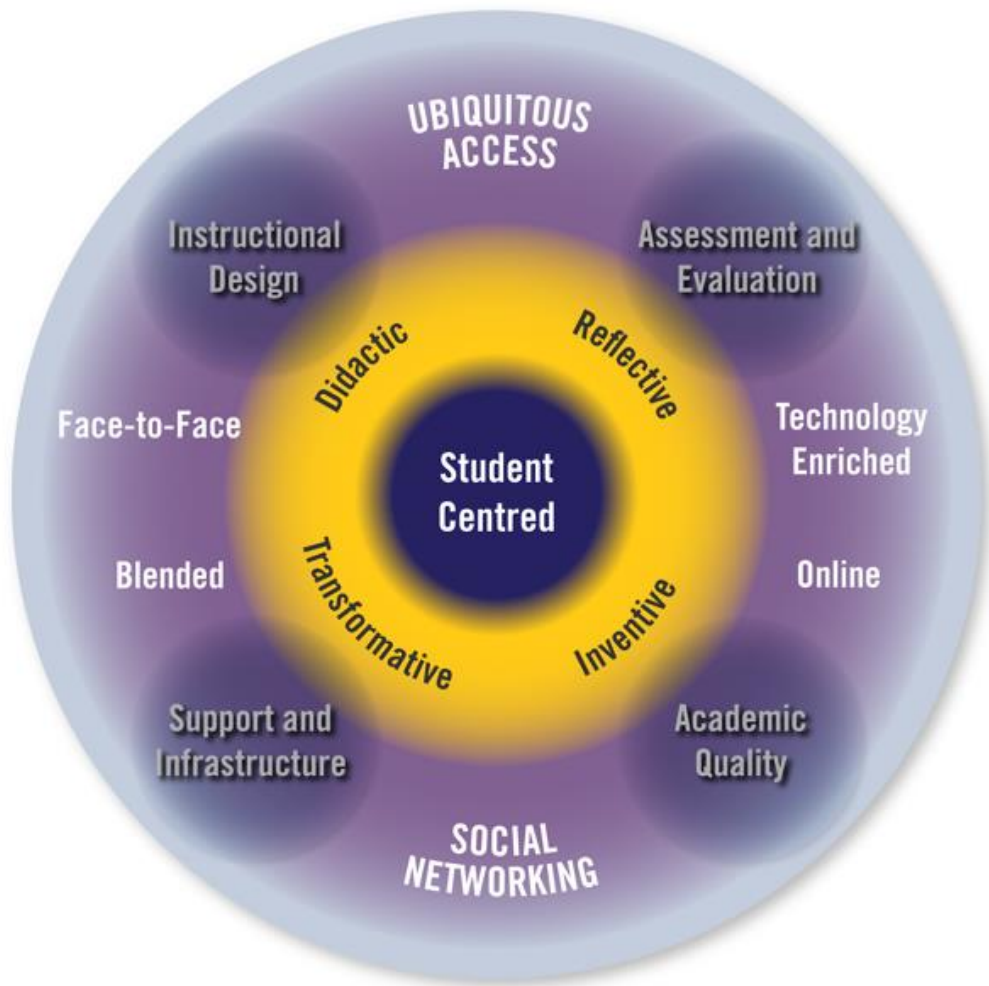 UBIQUITOUS
ACCESS
Instructional
Design
Assessment and
Evaluation
Didactic
Reflective
Face-to-Face
Technology
Enriched
Student
Centred
Blended
Online
Transformative
Inventive
Support and
Infrastructure
Academic
Quality
SOCIAL
NETWORKING